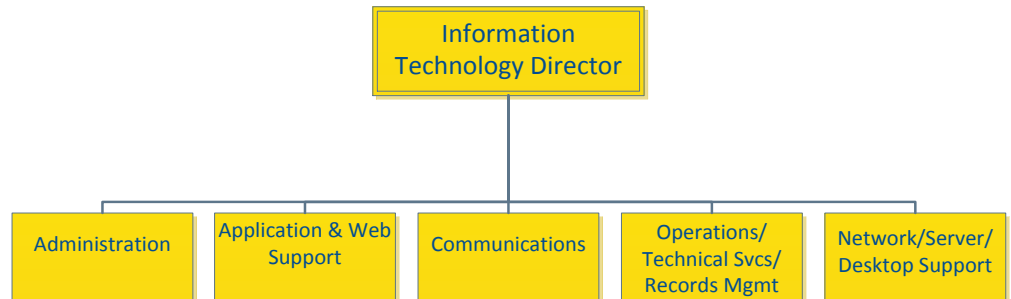 Information
Technology Director
Administration
Application & Web
Support
Communications
Operations/
Technical Svcs/
Records Mgmt
Network/Server/
Desktop Support